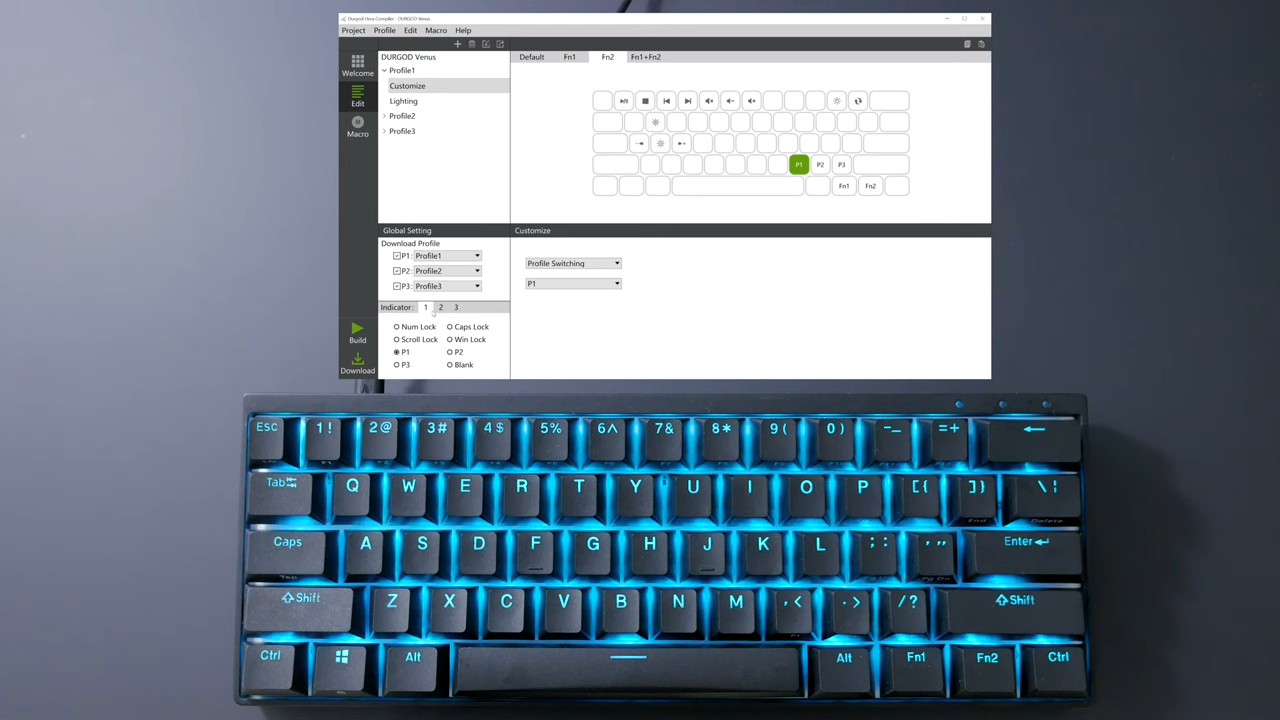 Durgod Hera Compiler - DURGOD Venus
Project Profile Edit Macro Help
Welcome
Edit
Macro
Build
Download
DURGOD Venus
Profile1
Customize
Lighting
Profile2
Profile3
Default Fn1 Fn2 Fn1+Fn2
P1 P2 P3
Fn1 Fn2
Global Setting
Download Profile
P1: Profile1
P2: Profile2
P3: Profile3
Indicator: 1 2 3
Num Lock Caps Lock
Scroll Lock Win Lock
P1 P2
P3 Blank
Customize
Profile Switching
P1
Esc 1! 2@ 3# 4$ 5% 6^ 7& 8* 9( 0) -_ =+
Tab Q W E R T Y U I O P [{ ]} \|
End Delete
Caps A S D F G H J K L ;: '" Enter
Pg Dn
Shift Z X C V B N M ,< .> /? Shift
Ctrl Alt Alt Fn1 Fn2 Ctrl